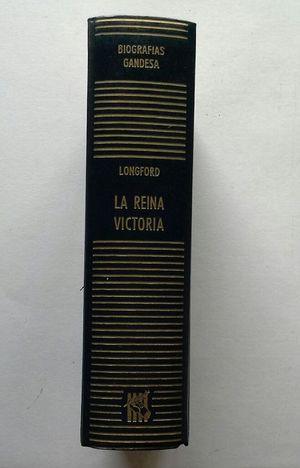 BIOGRAFIAS
GANDESA
LONGFORD
LA REINA
VICTORIA